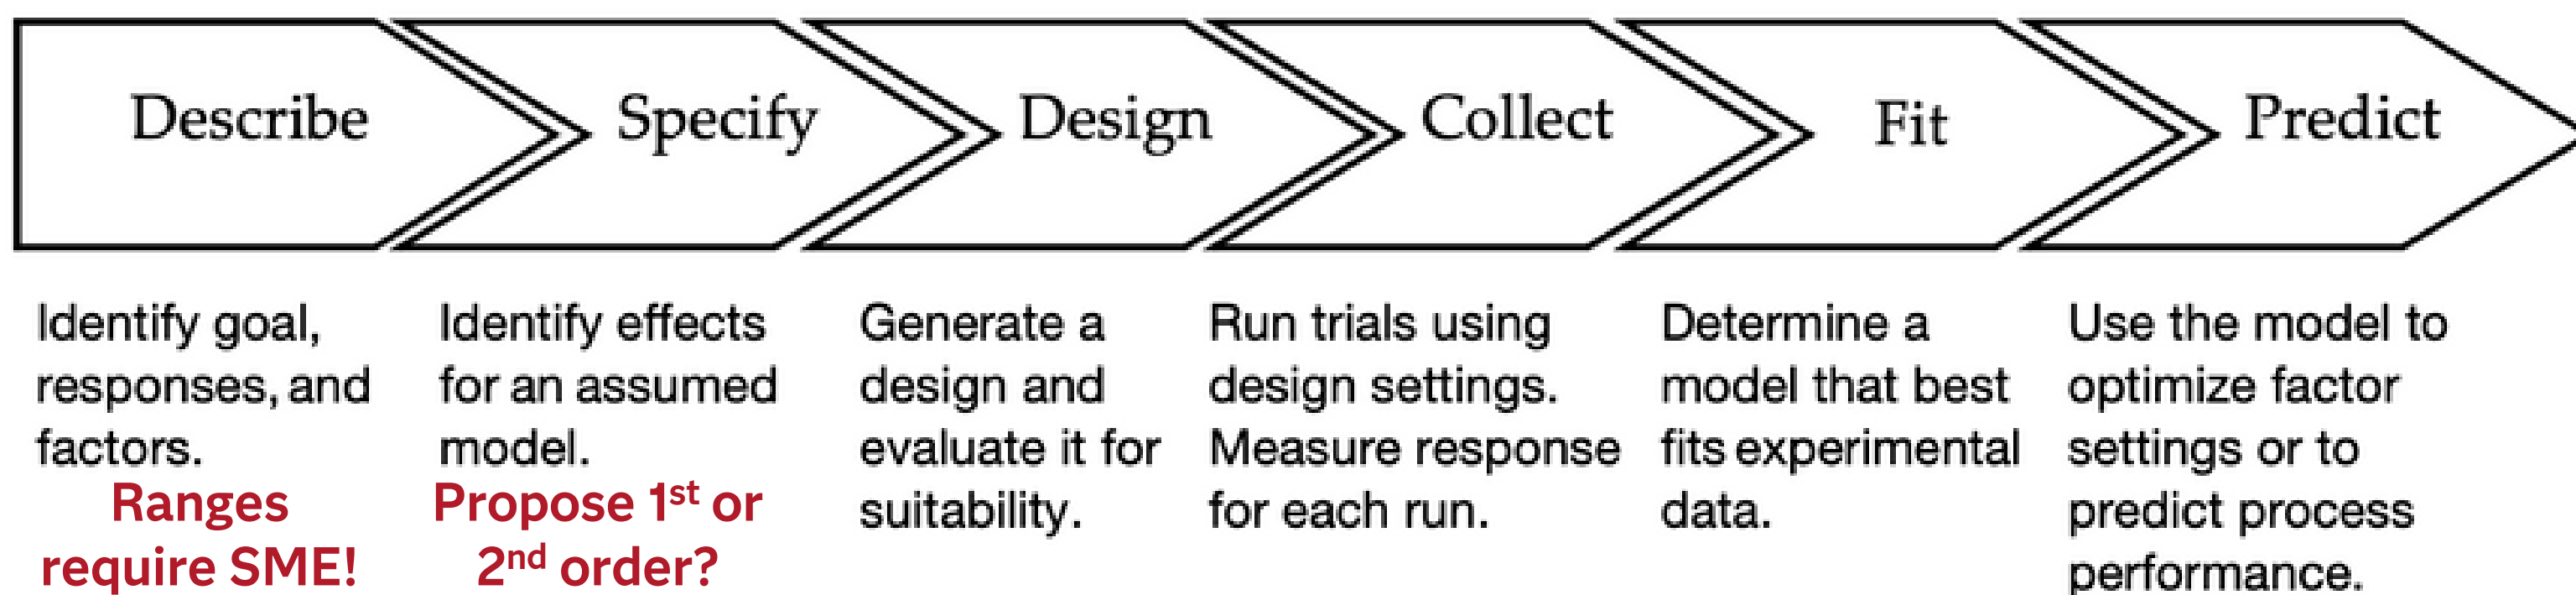 Describe
Specify
Design
Collect
Fit
Predict
Identify goal,
responses, and
factors.
Ranges
require SME!
Identify effects
for an assumed
model.
Propose 1st or
2nd order?
Generate a
design and
evaluate it for
suitability.
Run trials using
design settings.
Measure response
for each run.
Determine a
model that best
fits experimental
data.
Use the model to
optimize factor
settings or to
predict process
performance.